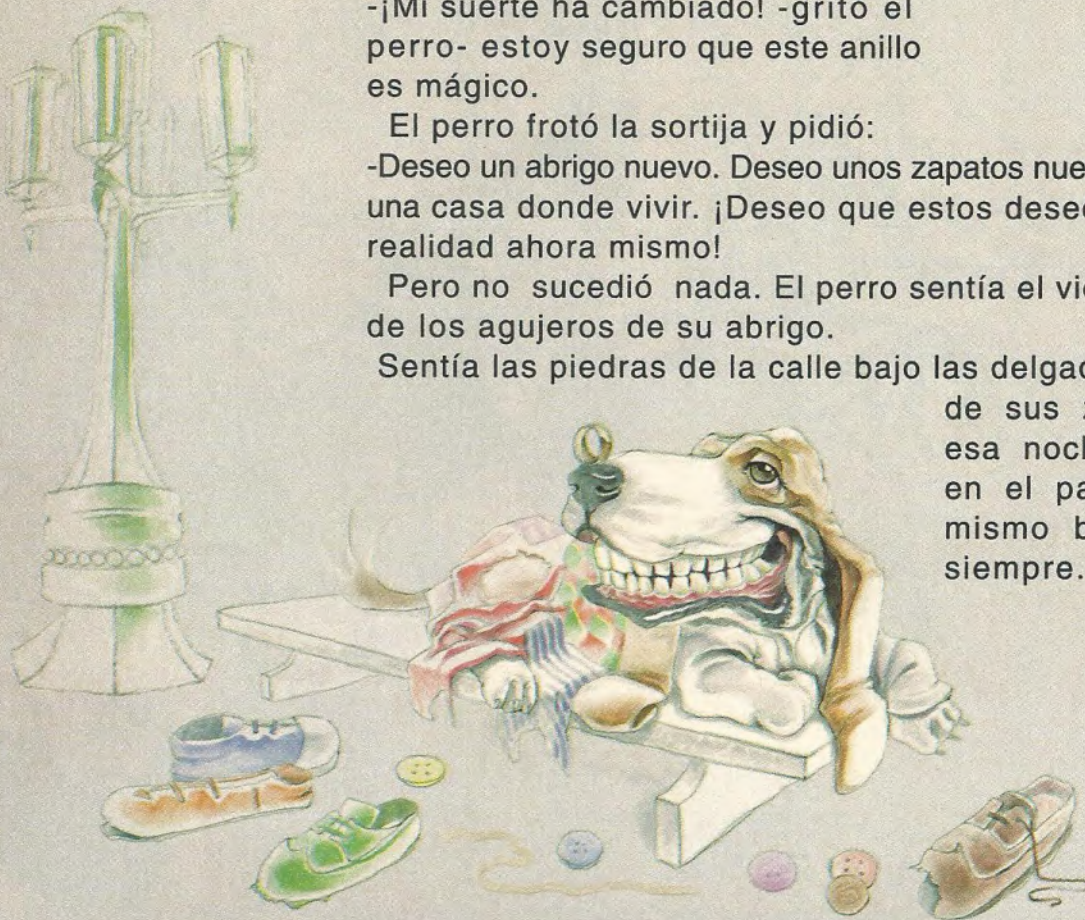 -¡Mi suerte ha cambiado! -gritó el
perro- estoy seguro que este anillo
es mágico.
El perro frotó la sortija y pidió:
-Deseo un abrigo nuevo. Deseo unos zapatos
una casa donde vivir. ¡Deseo que estos
realidad ahora mismo!
Pero no sucedió nada. El perro sentía el
de los agujeros de su abrigo.
Sentía las piedras de la calle bajo las
de sus
esa
en el
mismo
siempre.